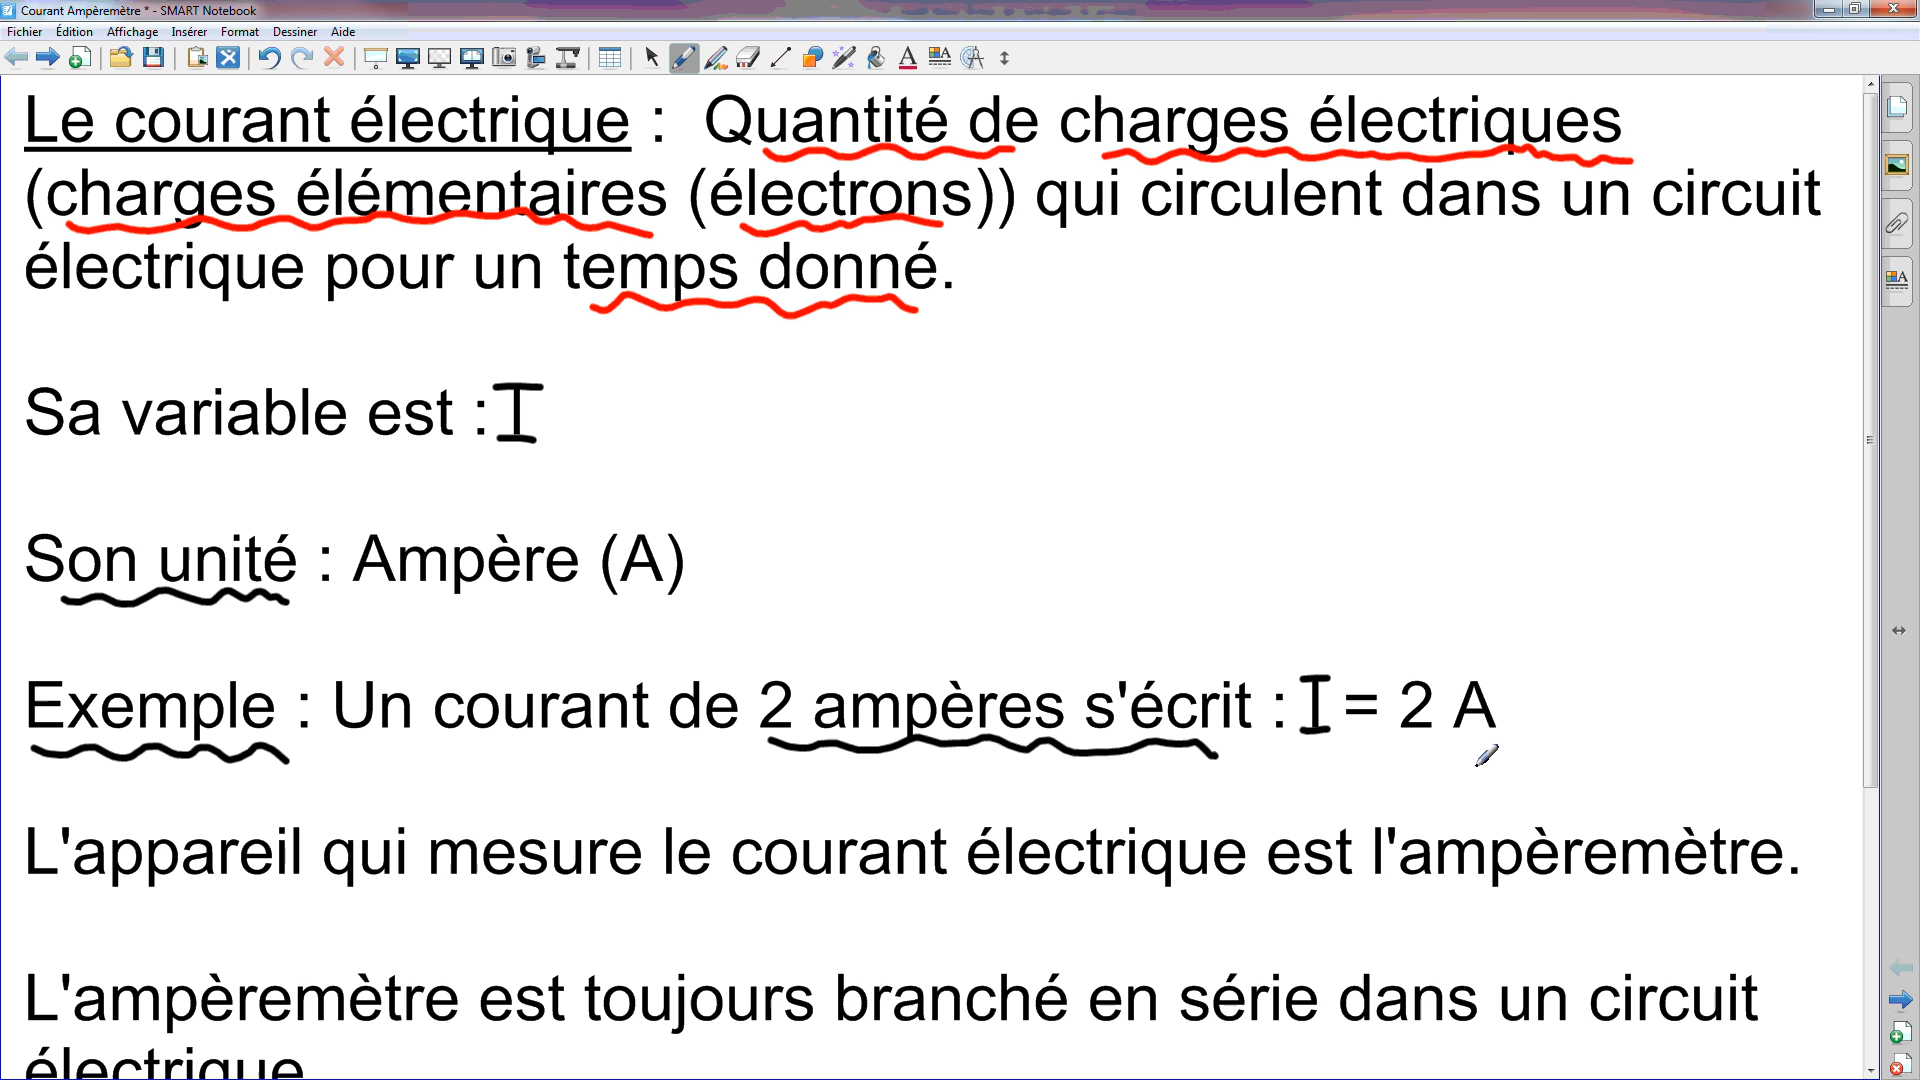 Courant Ampèremètre * - SMART Notebook
Fichier Édition Affichage Insérer Format Dessiner Aide
Le courant électrique : Quantité de charges électriques
(charges élémentaires (électrons)) qui circulent dans un circuit
électrique pour un temps donné.
Sa variable est : I
Son unité : Ampère (A)
Exemple : Un courant de 2 ampères s'écrit : I = 2 A
L'appareil qui mesure le courant électrique est l'ampèremètre.
L'ampèremètre est toujours branché en série dans un circuit
électrique